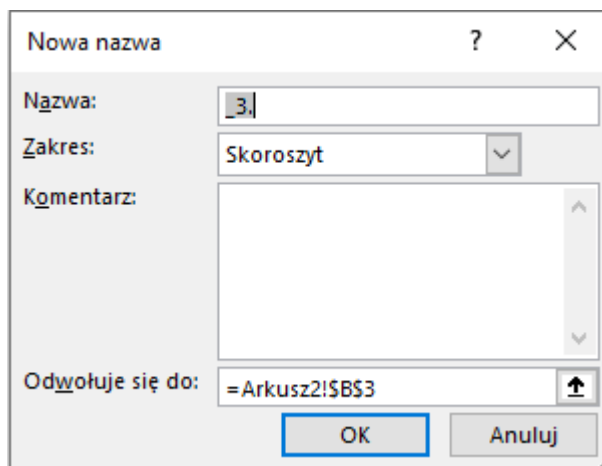 Nowa nazwa ? ×
Nazwa: _3.
Zakres: Skoroszyt
Komentarz:
Odwołuje się do: =Arkusz2!$B$3
OK Anuluj